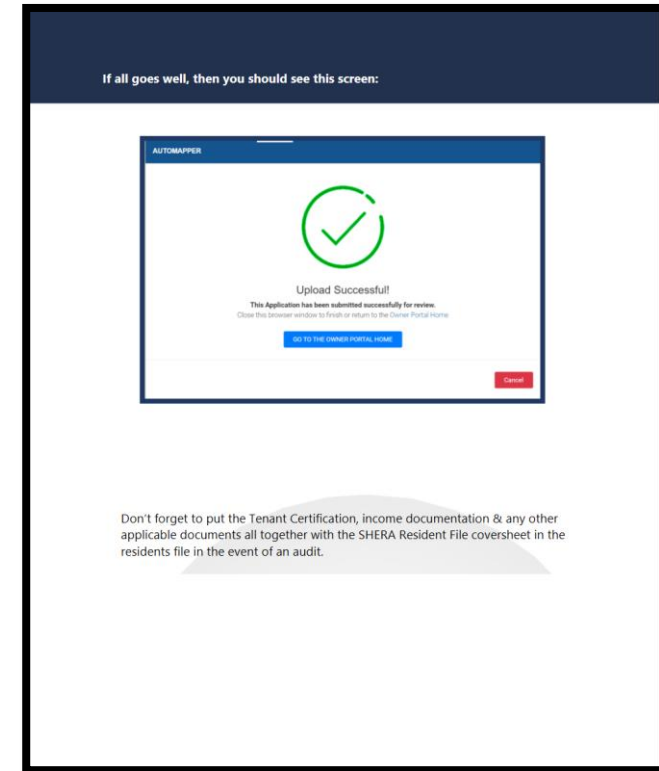 If all goes well, then you should see this screen:
AUTOMAPPER
Upload Successful!
This Application has been submitted successfully for review.
Close this browser window to finish or return to the Owner Portal Home
GO TO THE OWNER PORTAL HOME
Cancel
Don't forget to put the Tenant Certification, income documentation & any other
applicable documents all together with the SHERA Resident File coversheet in the
residents file in the event of an audit.